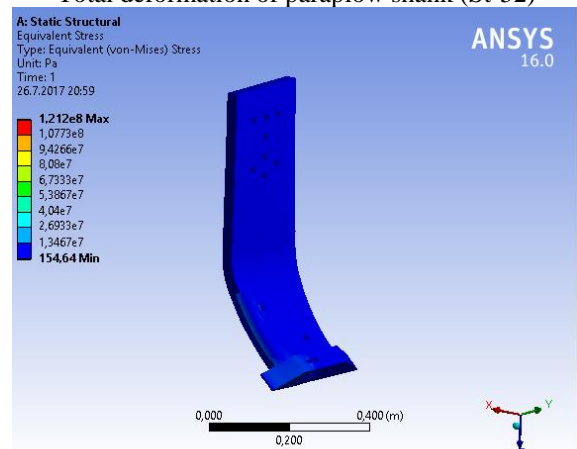 Total deformation of paraplow shank (St-52)
A: Static Structural
Equivalent Stress
Type: Equivalent (von-Mises) Stress
Unit: Pa
Time: 1
26.7.2017 20:59
ANSYS
16.0
1,212e8 Max
1,0773e8
9,4266e7
8,08e7
6,7333e7
5,3867e7
4,04e7
2,6933e7
1,3467e7
154,64 Min
0,000
0,400 (m)
0,200
X
Y